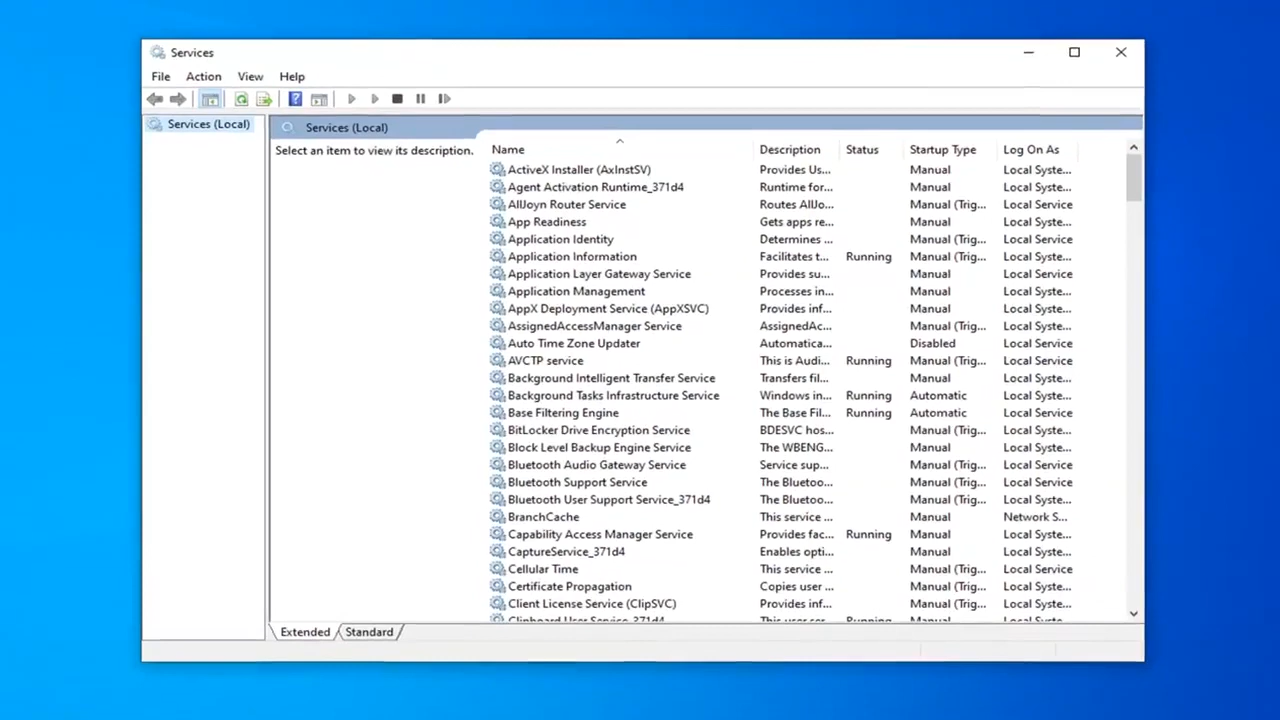 Services
File Action View Help
Services (Local)
Services (Local)
Select an item to view its description.
Name Description Status Startup Type Log On As
ActiveX Installer (AxInstSV) Provides Us... Manual Local Syste...
Agent Activation Runtime_371d4 Runtime for... Manual Local Syste...
AllJoyn Router Service Routes AllJo... Manual (Trig... Local Service
App Readiness Gets apps re... Manual Local Syste...
Application Identity Determines ... Manual (Trig... Local Service
Application Information Facilitates t... Running Manual (Trig... Local Syste...
Application Layer Gateway Service Provides su... Manual Local Service
Application Management Processes in... Manual Local Syste...
AppX Deployment Service (AppXSVC) Provides inf... Manual Local Syste...
AssignedAccessManager Service AssignedAc... Manual (Trig... Local Syste...
Auto Time Zone Updater Automatica... Disabled Local Service
AVCTP service This is Audi... Running Manual (Trig... Local Service
Background Intelligent Transfer Service Transfers fil... Manual Local Syste...
Background Tasks Infrastructure Service Windows in... Running Automatic Local Syste...
Base Filtering Engine The Base Fil... Running Automatic Local Service
BitLocker Drive Encryption Service BDESVC hos... Manual (Trig... Local Syste...
Block Level Backup Engine Service The WBENG... Manual Local Syste...
Bluetooth Audio Gateway Service Service sup... Manual (Trig... Local Service
Bluetooth Support Service The Bluetoo... Manual (Trig... Local Service
Bluetooth User Support Service_371d4 The Bluetoo... Manual (Trig... Local Syste...
BranchCache This service ... Manual Network S...
Capability Access Manager Service Provides fac... Running Manual Local Syste...
CaptureService_371d4 Enables opti... Manual Local Syste...
Cellular Time This service ... Manual (Trig... Local Service
Certificate Propagation Copies user ... Manual (Trig... Local Syste...
Client License Service (ClipSVC) Provides inf... Manual (Trig... Local Syste...
Clipboard User Service_371d4 This user ser... Running Manual Local Syste...
Extended Standard